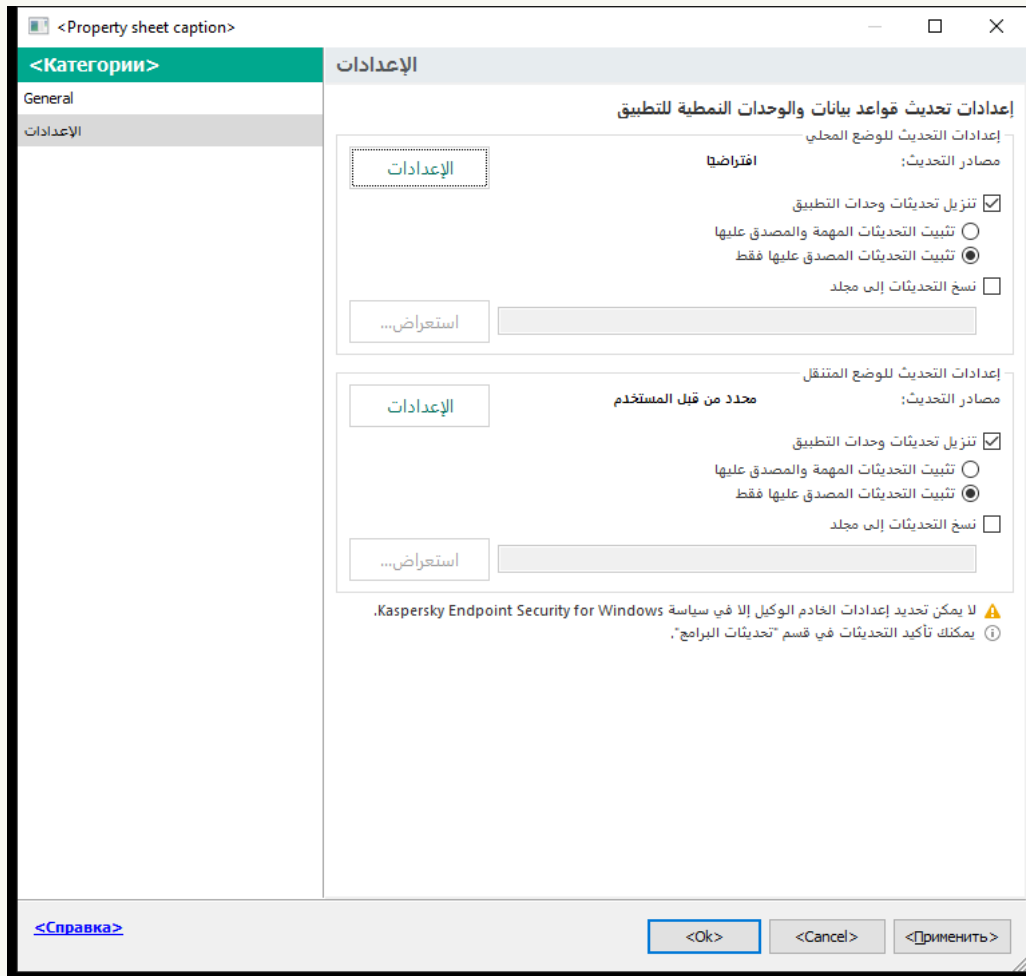 <Property sheet caption>
<Категории>
General
الإعدادات
الإعدادات
إعدادات تحديث قواعد بيانات والوحدات النمطية للتطبيق
إعدادات التحديث للوضع المحلي
مصادر التحديث: افتراضيًا
الإعدادات
تنزيل تحديثات وحدات التطبيق
تثبيت التحديثات المهمة والمصدق عليها
تثبيت التحديثات المصدق عليها فقط
نسخ التحديثات إلى مجلد
استعراض...
إعدادات التحديث للوضع المتنقل
مصادر التحديث: محدد من قبل المستخدم
الإعدادات
تنزيل تحديثات وحدات التطبيق
تثبيت التحديثات المهمة والمصدق عليها
تثبيت التحديثات المصدق عليها فقط
نسخ التحديثات إلى مجلد
استعراض...
لا يمكن تحديد إعدادات الخادم الوكيل إلا في سياسة Kaspersky Endpoint Security for Windows.
يمكنك تأكيد التحديثات في قسم "تحديثات البرامج".
<Справка>
<Ok>
<Cancel>
<Применить>